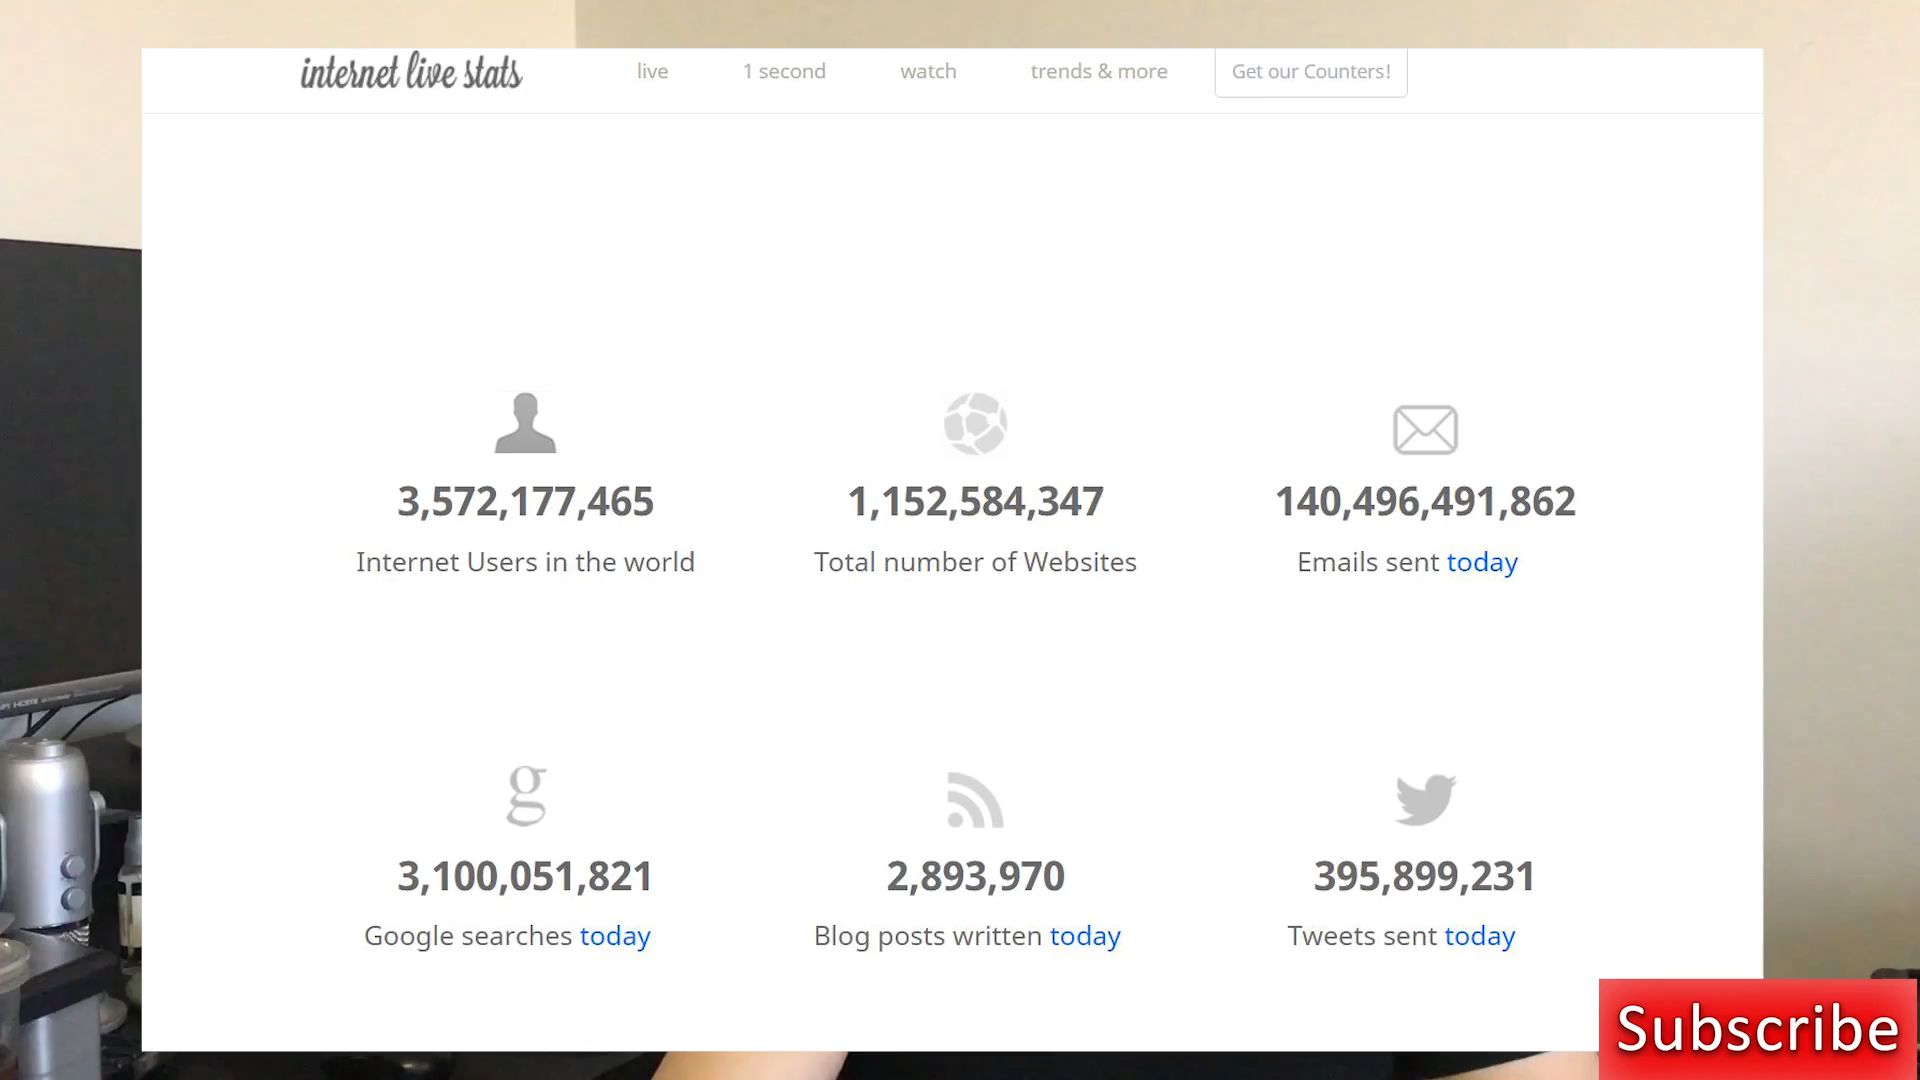 internet live stats
live
1 second
watch
trends & more
Get our Counters!
3,572,177,465
Internet Users in the world
1,152,584,347
Total number of Websites
140,496,491,862
Emails sent today
g
3,100,051,821
Google searches today
2,893,970
Blog posts written today
395,899,231
Tweets sent today
HDMI
Subscribe